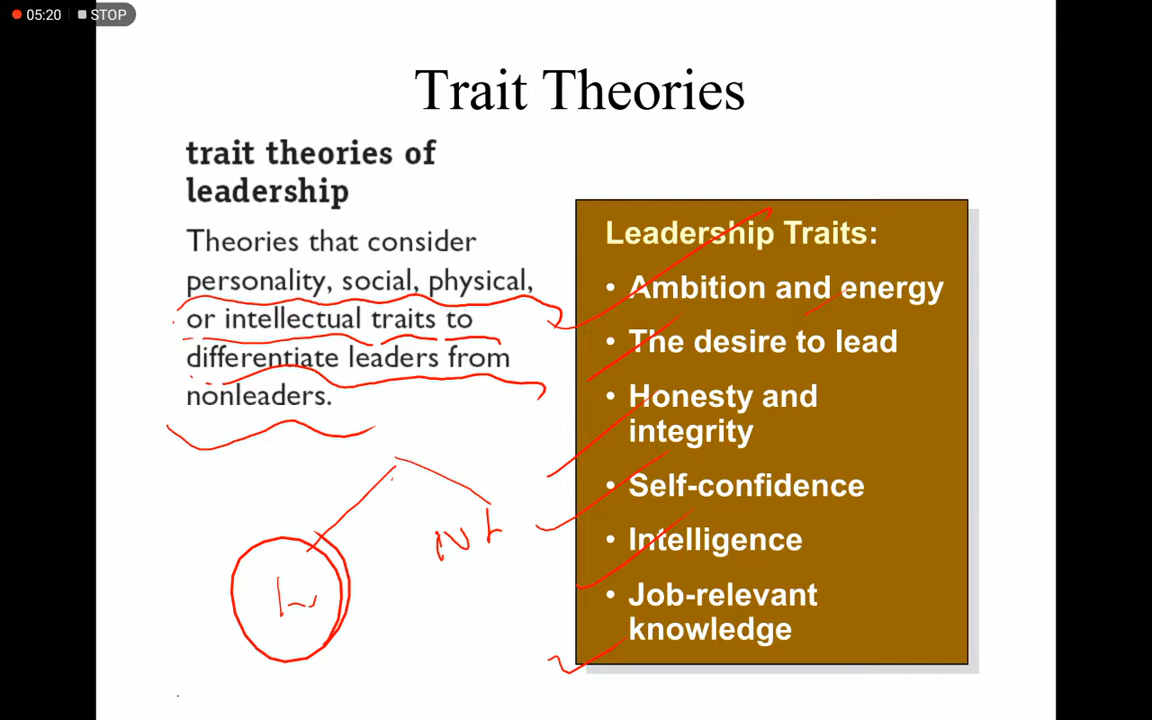 05:20 STOP
Trait Theories
trait theories of
leadership
Theories that consider
personality, social, physical,
or intellectual traits to
differentiate leaders from
nonleaders.
Leadership Traits:
• Ambition and energy
• The desire to lead
• Honesty and
integrity
• Self-confidence
• Intelligence
• Job-relevant
knowledge